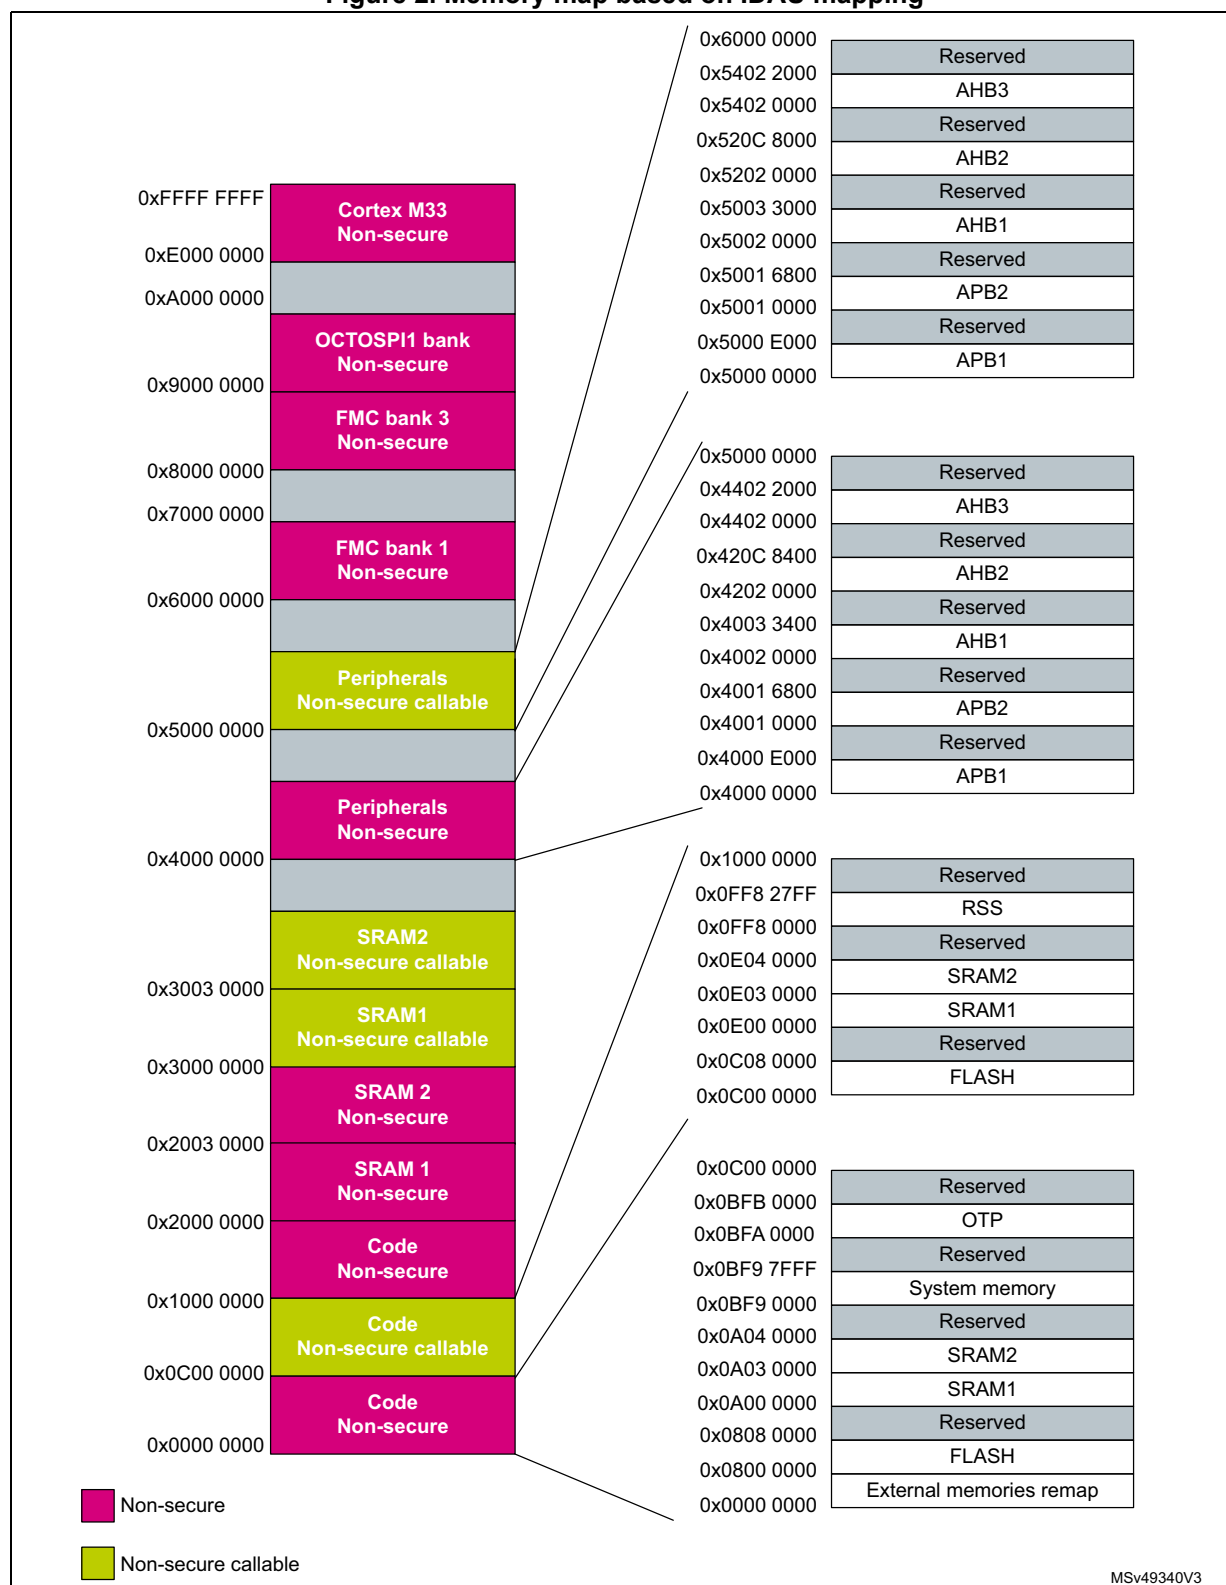 Figure 2. Memory map based on IDAU mapping
0xFFFF FFFF
Cortex M33
Non-secure
0xE000 0000
0xA000 0000
OCTOSPI1 bank
Non-secure
0x9000 0000
FMC bank 3
Non-secure
0x8000 0000
0x7000 0000
FMC bank 1
Non-secure
0x6000 0000
Peripherals
Non-secure callable
0x5000 0000
Peripherals
Non-secure
0x4000 0000
SRAM2
Non-secure callable
0x3003 0000
SRAM1
Non-secure callable
0x3000 0000
SRAM 2
Non-secure
0x2003 0000
SRAM 1
Non-secure
0x2000 0000
Code
Non-secure
0x1000 0000
Code
Non-secure callable
0x0C00 0000
Code
Non-secure
0x0000 0000
0x6000 0000
Reserved
0x5402 2000
AHB3
0x5402 0000
Reserved
0x520C 8000
AHB2
0x5202 0000
Reserved
0x5003 3000
AHB1
0x5002 0000
Reserved
0x5001 6800
APB2
0x5001 0000
Reserved
0x5000 E000
APB1
0x5000 0000
0x5000 0000
Reserved
0x4402 2000
AHB3
0x4402 0000
Reserved
0x420C 8400
AHB2
0x4202 0000
Reserved
0x4003 3400
AHB1
0x4002 0000
Reserved
0x4001 6800
APB2
0x4001 0000
Reserved
0x4000 E000
APB1
0x4000 0000
0x1000 0000
Reserved
0x0FF8 27FF
RSS
0x0FF8 0000
Reserved
0x0E04 0000
SRAM2
0x0E03 0000
SRAM1
0x0E00 0000
Reserved
0x0C08 0000
FLASH
0x0C00 0000
0x0C00 0000
Reserved
0x0BFB 0000
OTP
0x0BFA 0000
Reserved
0x0BF9 7FFF
System memory
0x0BF9 0000
Reserved
0x0A04 0000
SRAM2
0x0A03 0000
SRAM1
0x0A00 0000
Reserved
0x0808 0000
FLASH
0x0800 0000
External memories remap
0x0000 0000
Non-secure
Non-secure callable
MSv49340V3